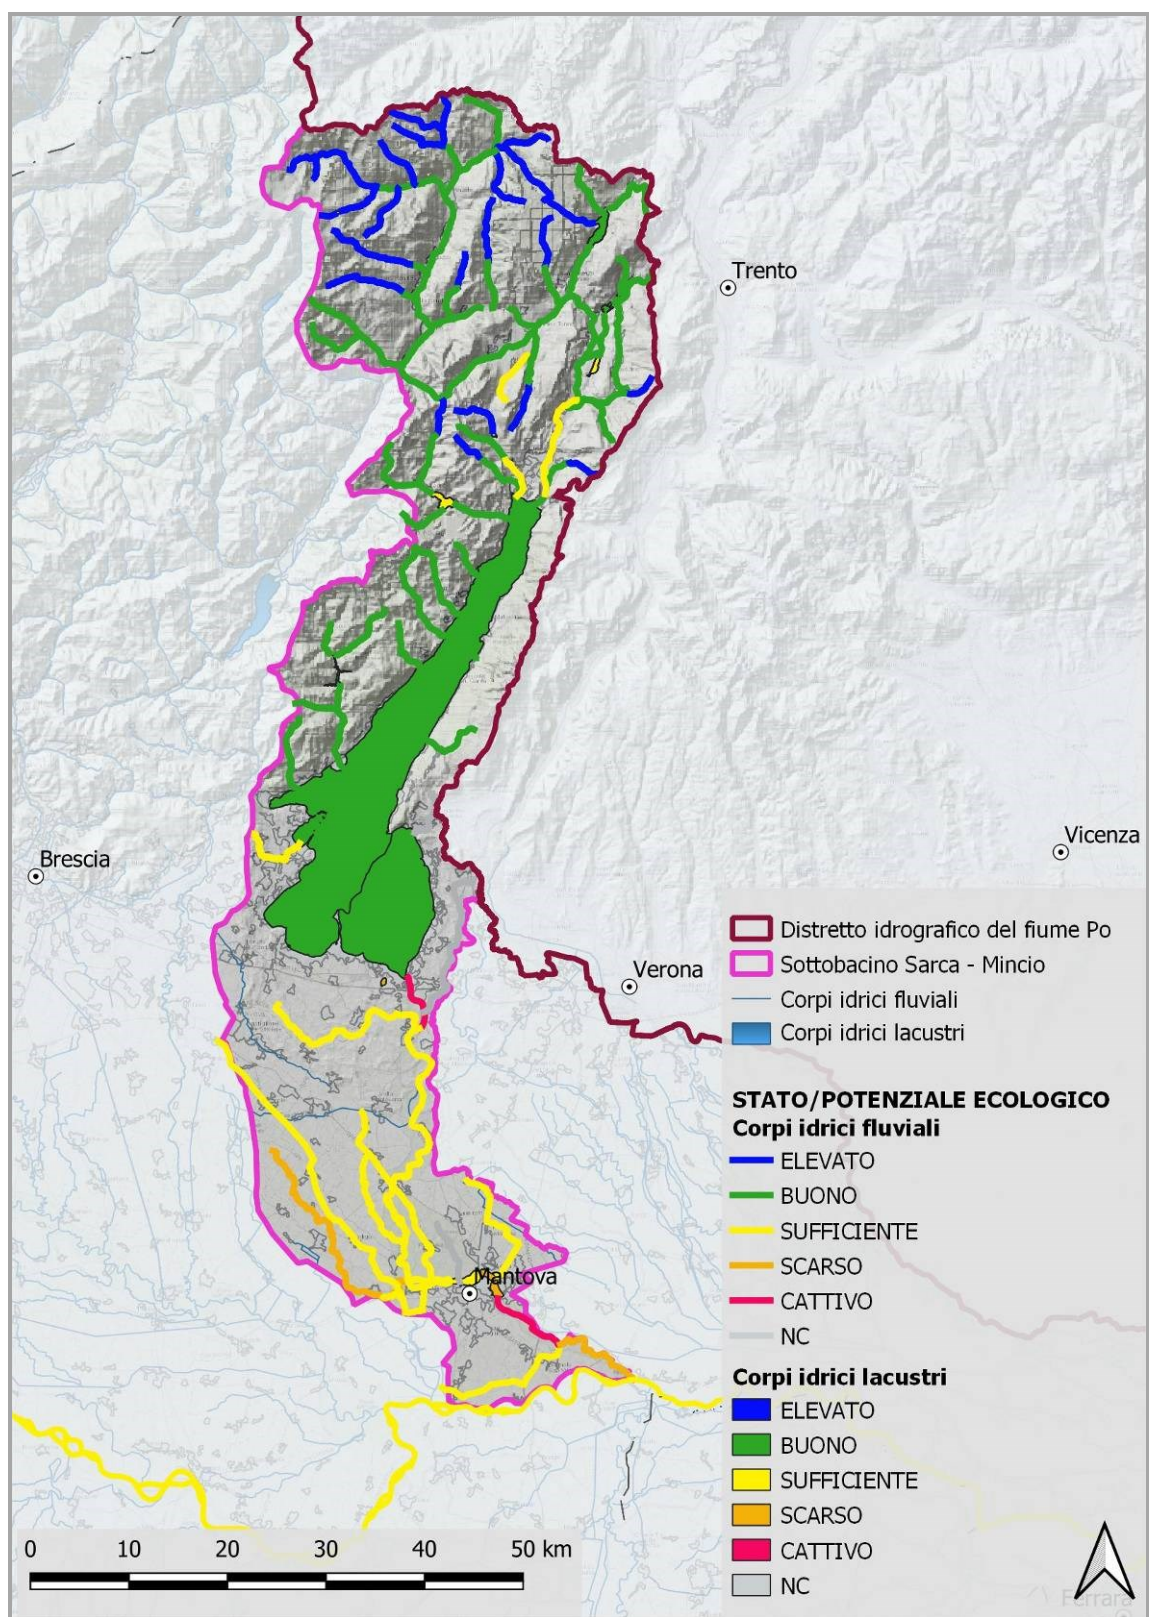 Trento
Vicenza
Brescia
Verona
Mantova
Distretto idrografico del fiume Po
Sottobacino Sarca - Mincio
Corpi idrici fluviali
Corpi idrici lacustri
STATO/POTENZIALE ECOLOGICO
Corpi idrici fluviali
ELEVATO
BUONO
SUFFICIENTE
SCARSO
CATTIVO
NC
Corpi idrici lacustri
ELEVATO
BUONO
SUFFICIENTE
SCARSO
CATTIVO
NC
0 10 20 30 40 50 km
Ferrara